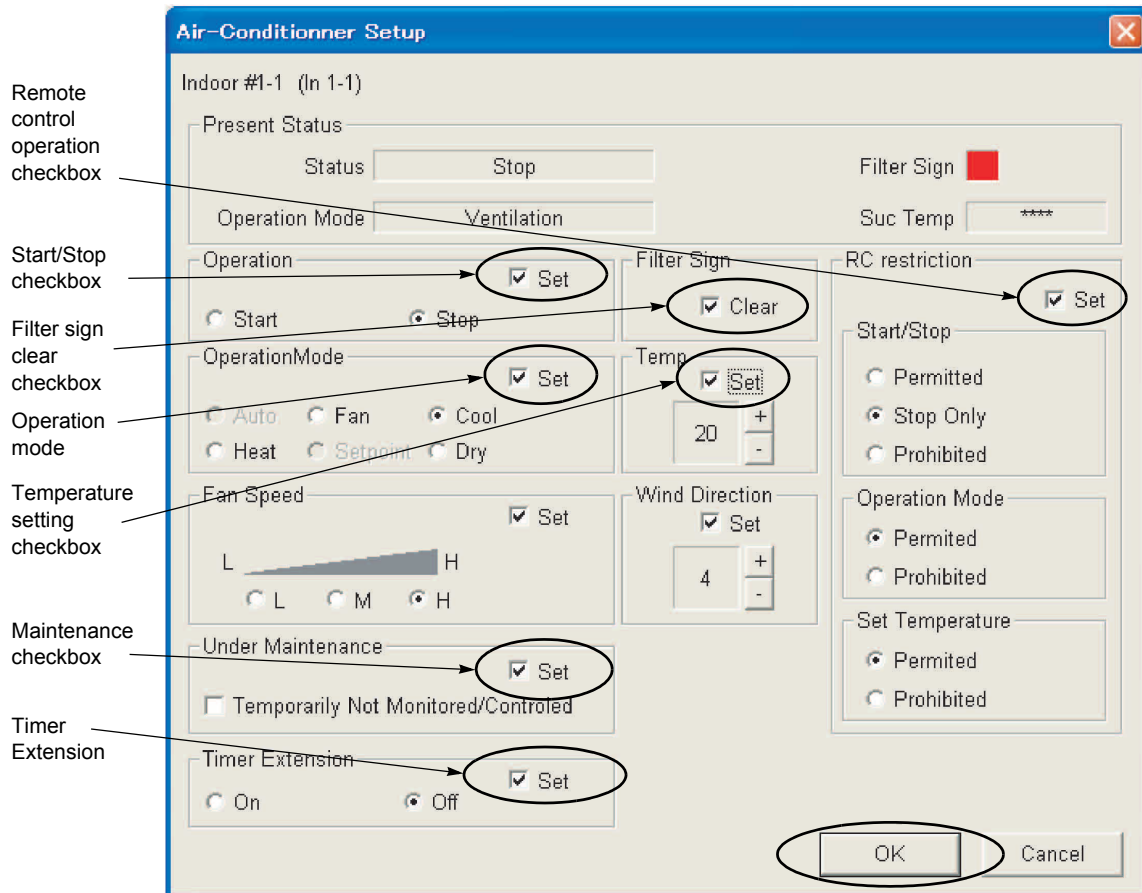 Air-Conditionner Setup
Indoor #1-1 (In 1-1)
Remote
control
operation
checkbox
Present Status
Status Stop Filter Sign
Operation Mode Ventilation Suc Temp ****
Start/Stop
checkbox
Operation
Set
Start Stop
Filter Sign
Clear
RC restriction
Set
Filter sign
clear
checkbox
OperationMode
Set
Auto Fan Cool
Heat Setpoint Dry
Temp
Set
20
+
-
Start/Stop
Permitted
Stop Only
Prohibited
Operation
mode
Temperature
setting
checkbox
Fan Speed
Set
L H
L M H
Wind Direction
Set
4
+
-
Operation Mode
Permited
Prohibited
Set Temperature
Permited
Prohibited
Maintenance
checkbox
Under Maintenance
Set
Temporarily Not Monitored/Controled
Timer
Extension
Timer Extension
Set
On Off
OK Cancel